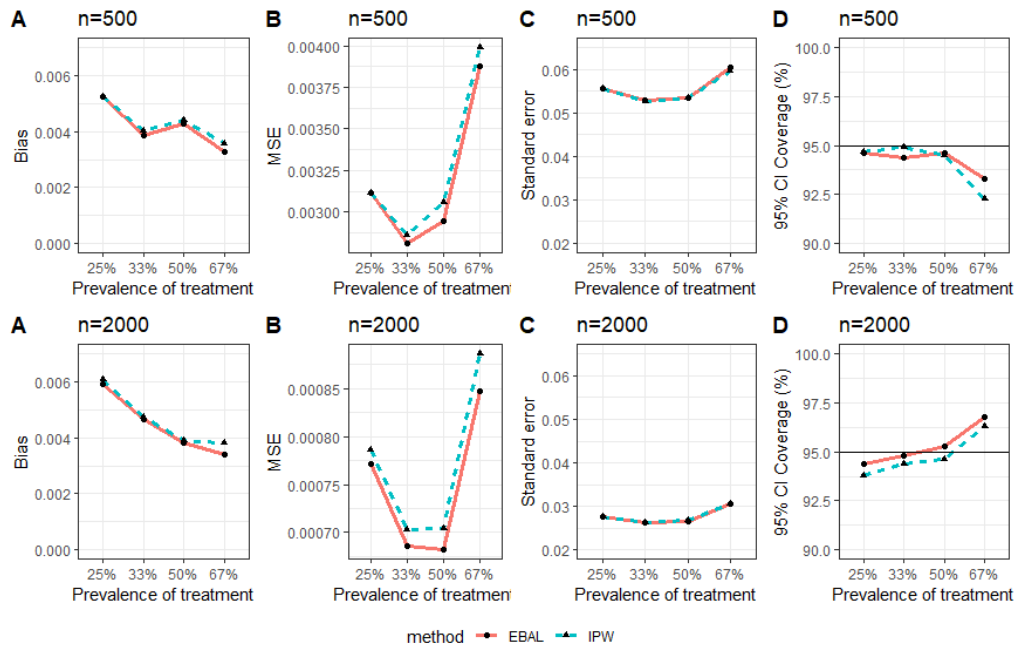 A n=500
Bias
0.006
0.004
0.002
0.000
25% 33% 50% 67%
Prevalence of treatment
B n=500
MSE
0.00400
0.00375
0.00350
0.00325
0.00300
25% 33% 50% 67%
Prevalence of treatment
C n=500
Standard error
0.06
0.05
0.04
0.03
0.02
25% 33% 50% 67%
Prevalence of treatment
D n=500
95% CI Coverage (%)
100.0
97.5
95.0
92.5
90.0
25% 33% 50% 67%
Prevalence of treatment
A n=2000
Bias
0.006
0.004
0.002
0.000
25% 33% 50% 67%
Prevalence of treatment
B n=2000
MSE
0.00085
0.00080
0.00075
0.00070
25% 33% 50% 67%
Prevalence of treatment
C n=2000
Standard error
0.06
0.05
0.04
0.03
0.02
25% 33% 50% 67%
Prevalence of treatment
D n=2000
95% CI Coverage (%)
100.0
97.5
95.0
92.5
90.0
25% 33% 50% 67%
Prevalence of treatment
method EBAL IPW